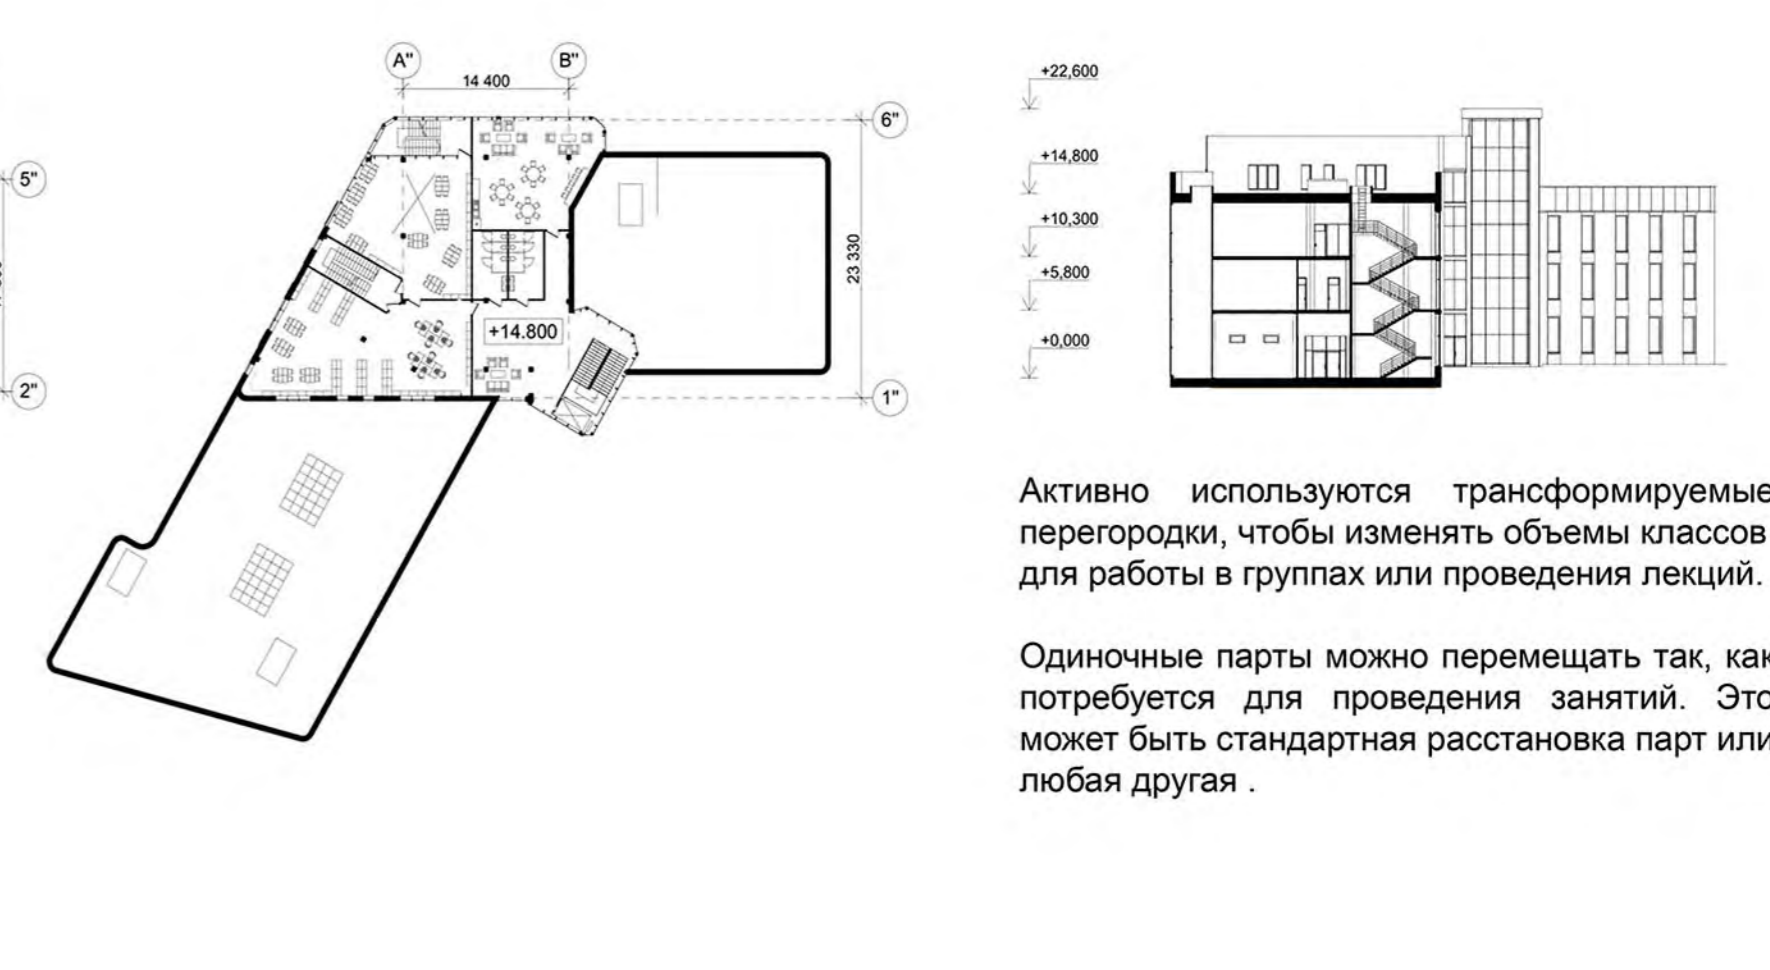 A"
B"
14 400
6"
5"
23 330
+14.800
2"
1"
+22,600
+14,800
+10,300
+5,800
+0,000
Активно используются трансформируемые
перегородки, чтобы изменять объемы классов
для работы в группах или проведения лекций.
Одиночные парты можно перемещать так, как
потребуется для проведения занятий. Это
может быть стандартная расстановка парт или
любая другая .